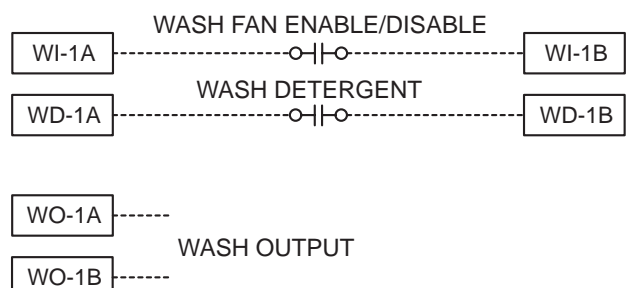 WASH FAN ENABLE/DISABLE
WI-1A WI-1B
WASH DETERGENT
WD-1A WD-1B
WO-1A
WASH OUTPUT
WO-1B